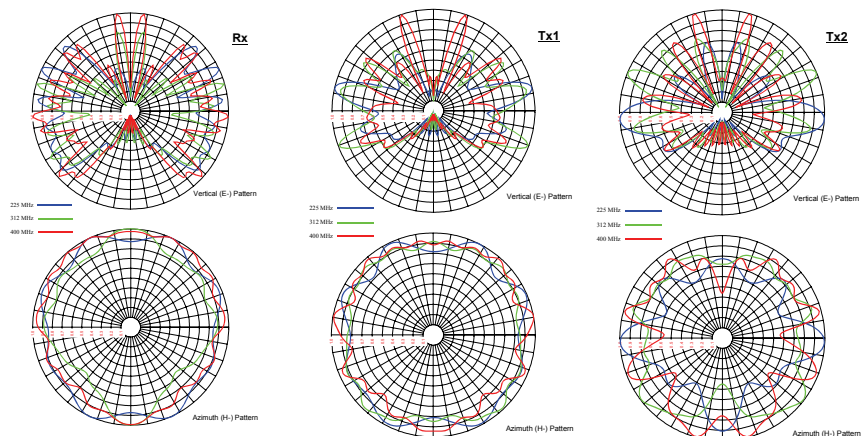 Rx
Tx1
Tx2
Vertical (E-) Pattern
Vertical (E-) Pattern
Vertical (E-) Pattern
225 MHz
312 MHz
400 MHz
225 MHz
312 MHz
400 MHz
225 MHz
312 MHz
400 MHz
Azimuth (H-) Pattern
Azimuth (H-) Pattern
Azimuth (H-) Pattern